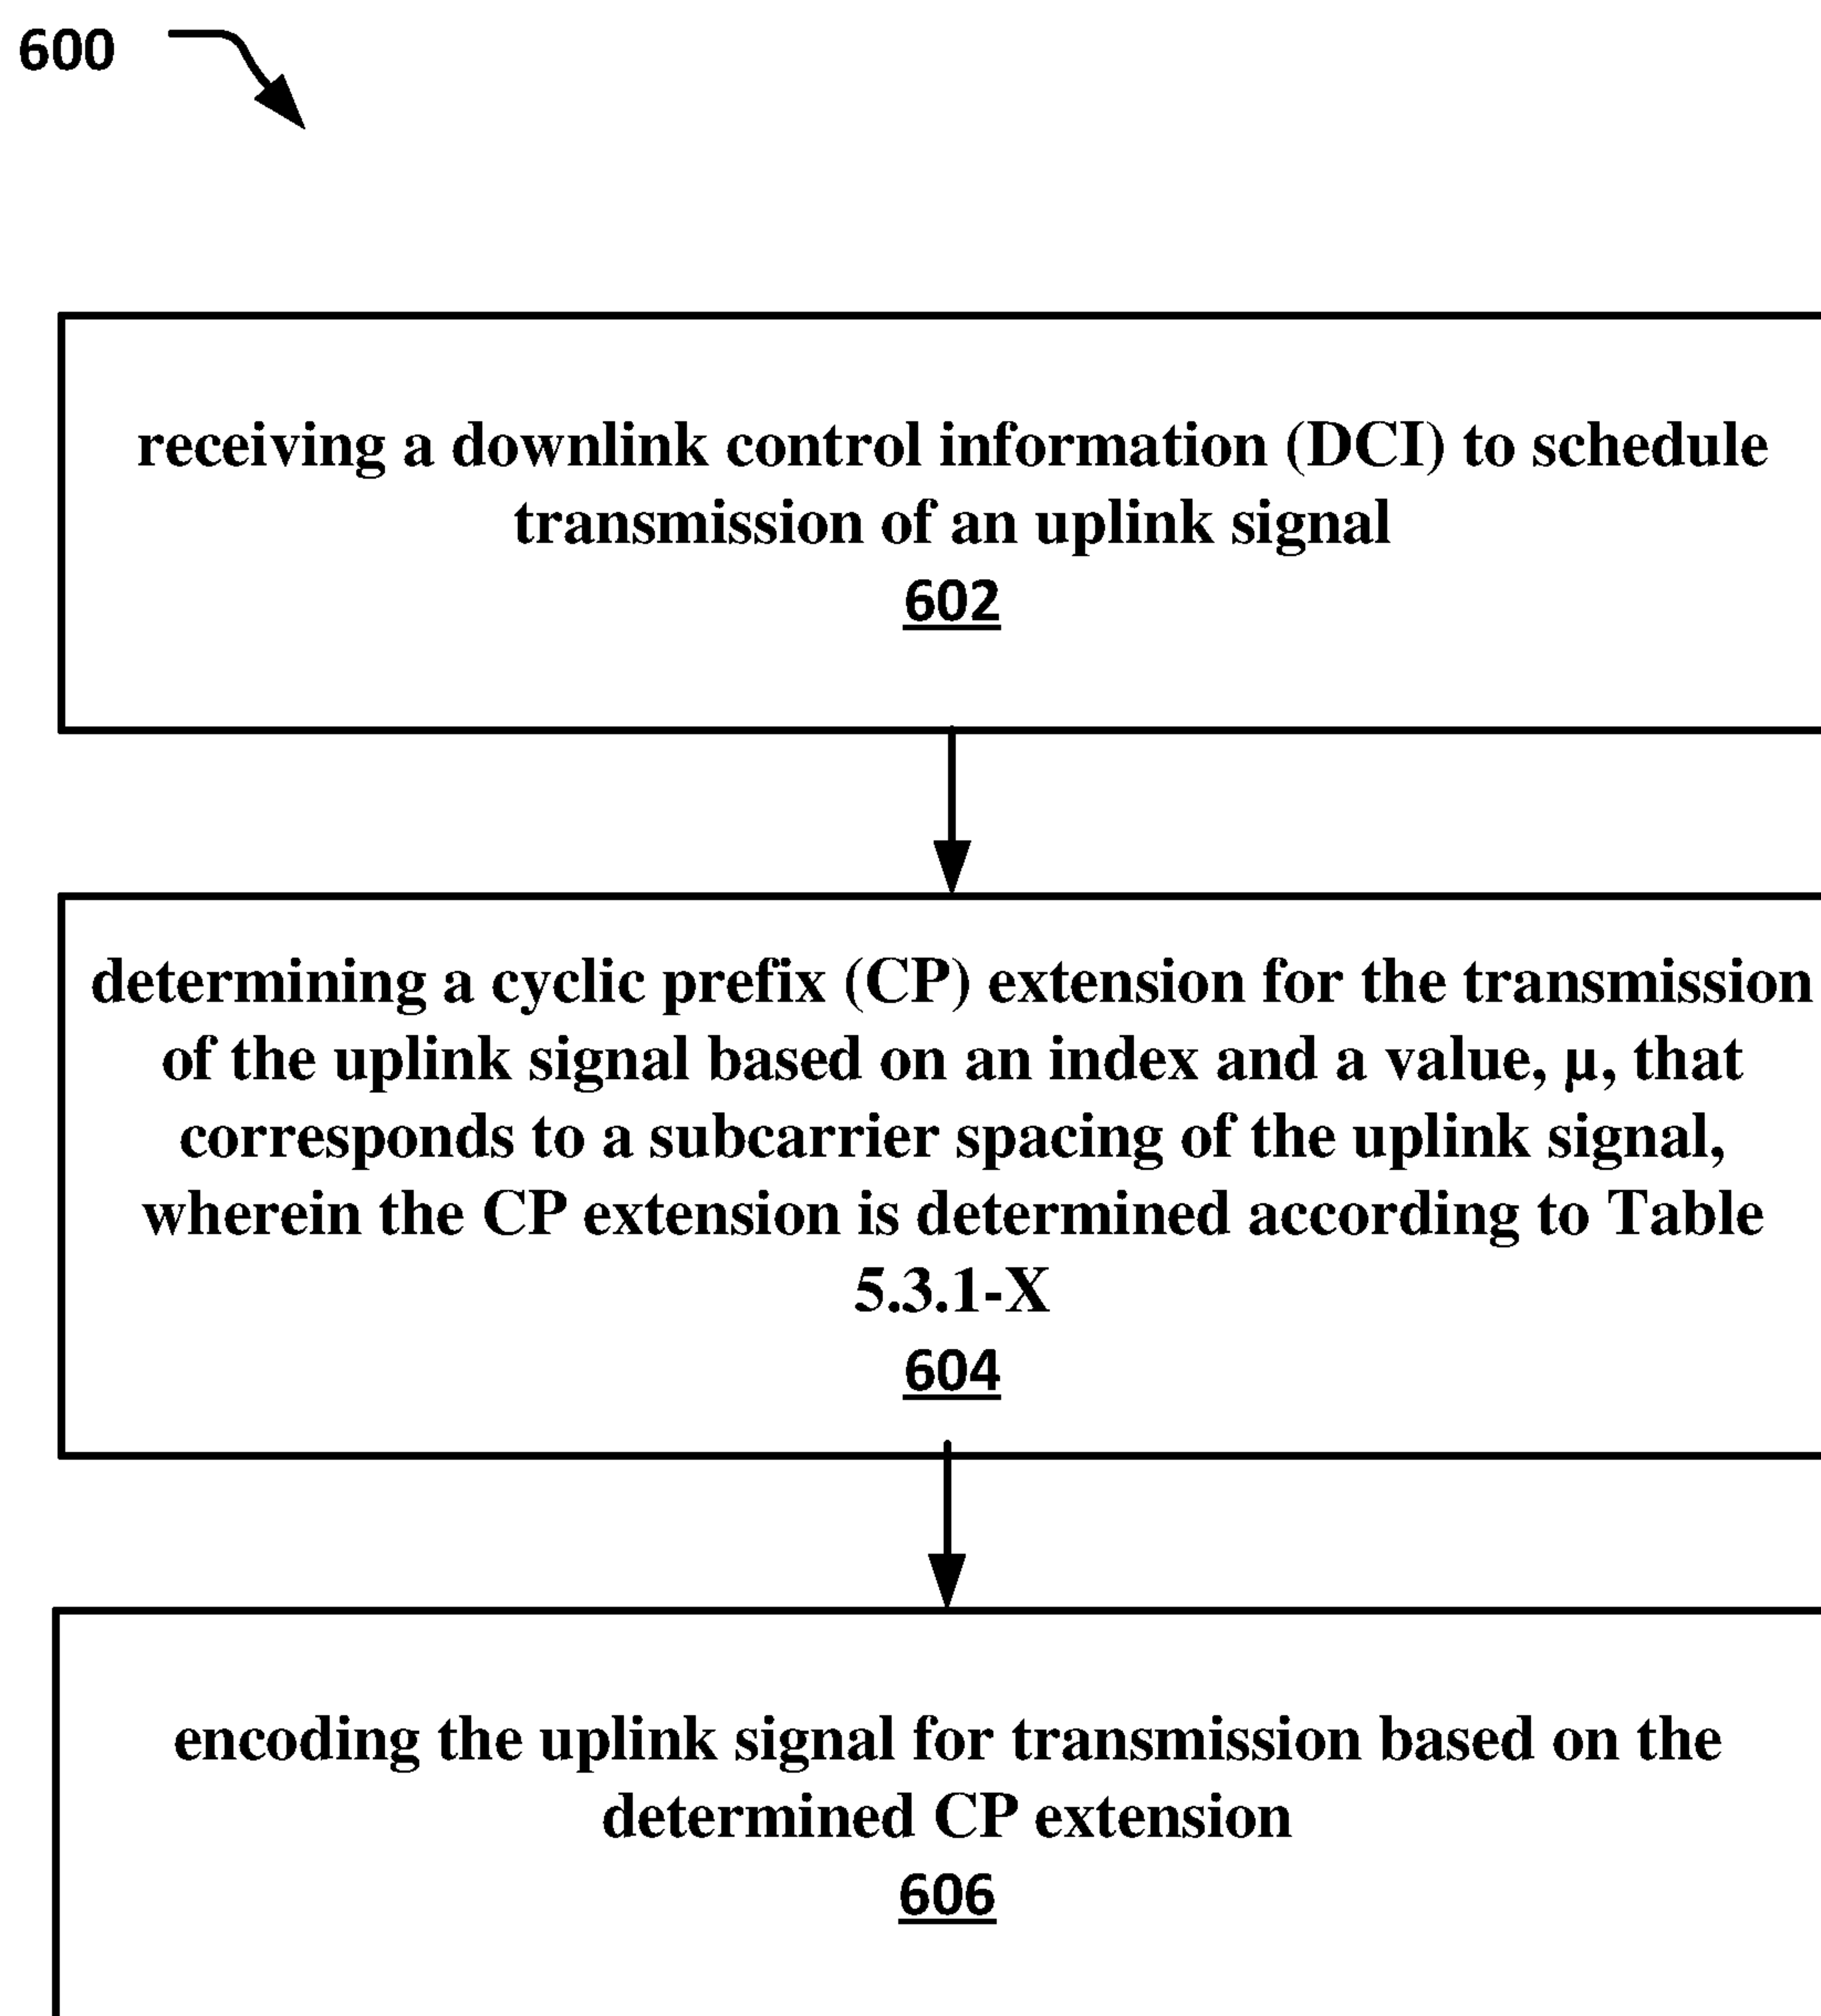 600
receiving a downlink control information (DCI) to schedule
transmission of an uplink signal
602
determining a cyclic prefix (CP) extension for the transmission
of the uplink signal based on an index and a value, μ, that
corresponds to a subcarrier spacing of the uplink signal,
wherein the CP extension is determined according to Table
5.3.1-X
604
encoding the uplink signal for transmission based on the
determined CP extension
606